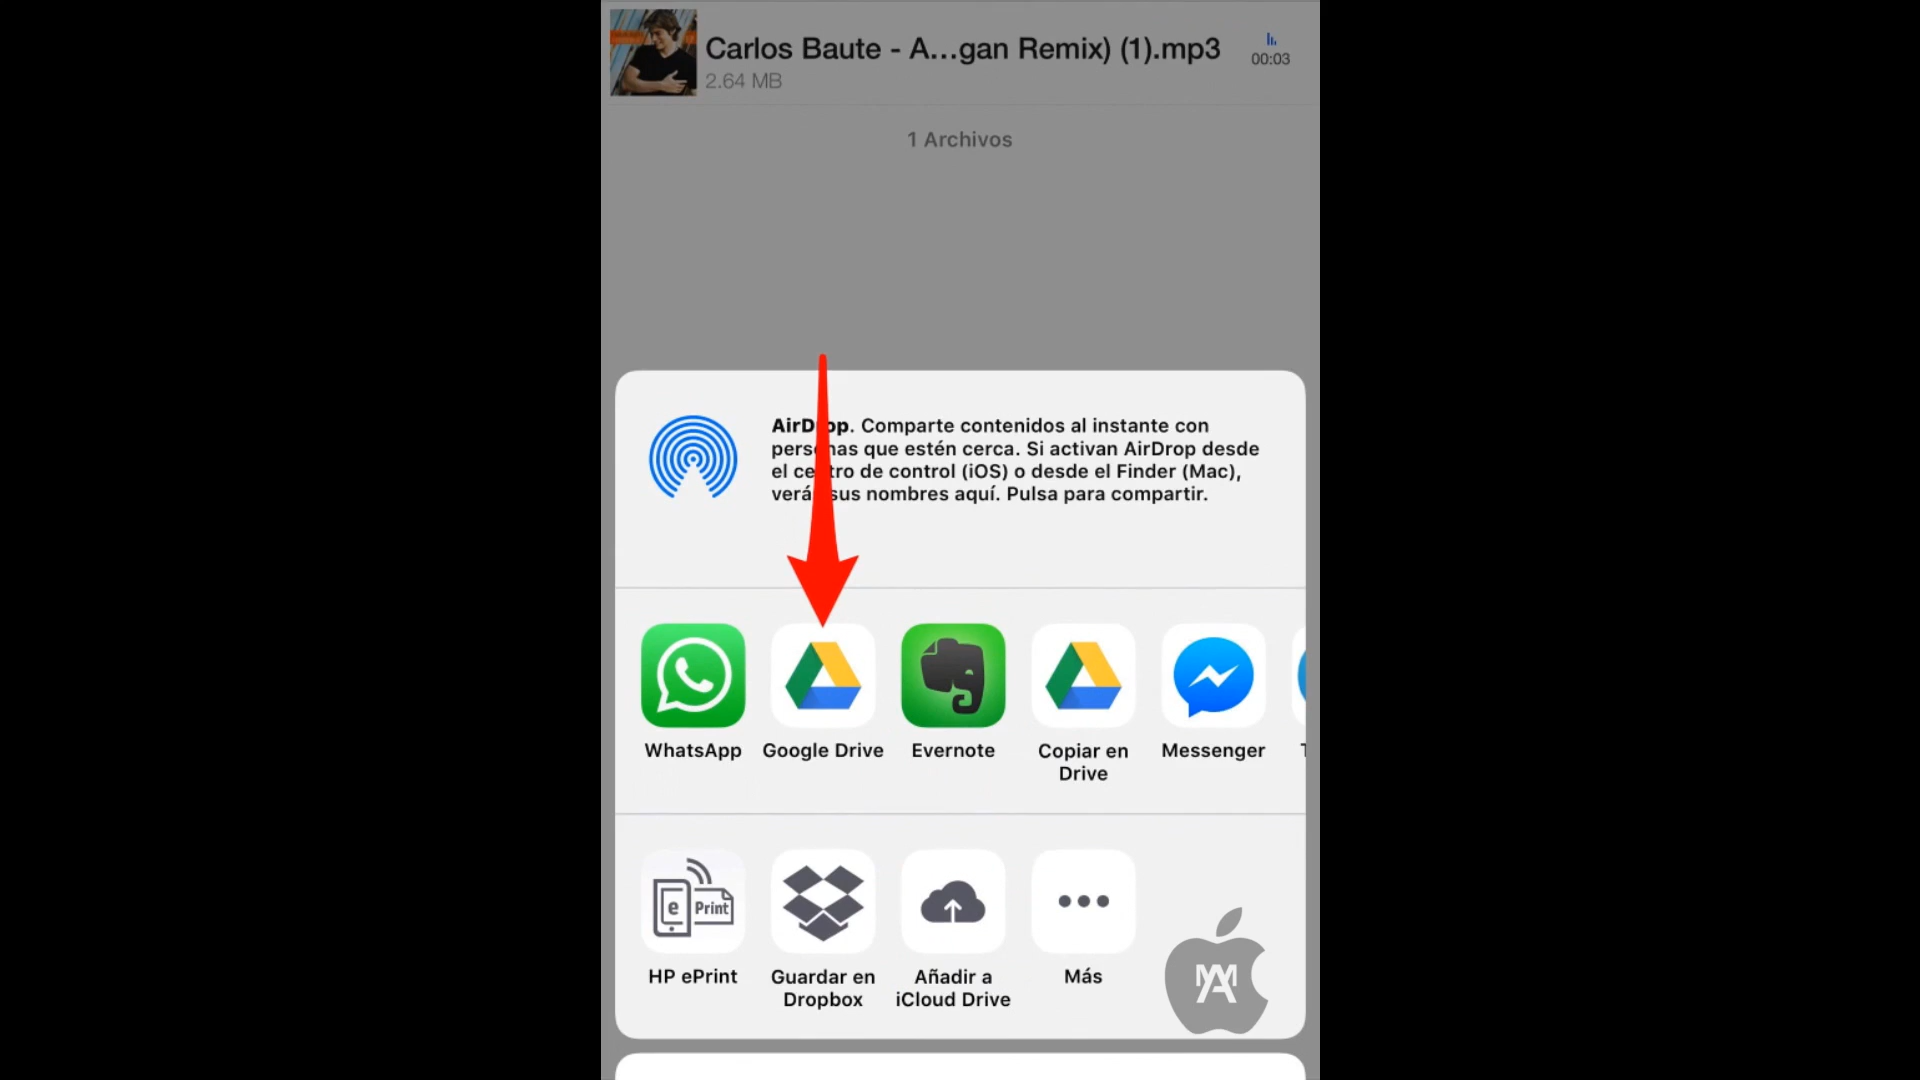 Carlos Baute - A...gan Remix) (1).mp3
00:03
2.64 MB
1 Archivos
AirDrop. Comparte contenidos al instante con
personas que estén cerca. Si activan AirDrop desde
el centro de control (iOS) o desde el Finder (Mac),
verás sus nombres aquí. Pulsa para compartir.
WhatsApp
Google Drive
Evernote
Copiar en
Drive
Messenger
e Print
HP ePrint
Guardar en
Dropbox
Añadir a
iCloud Drive
Más